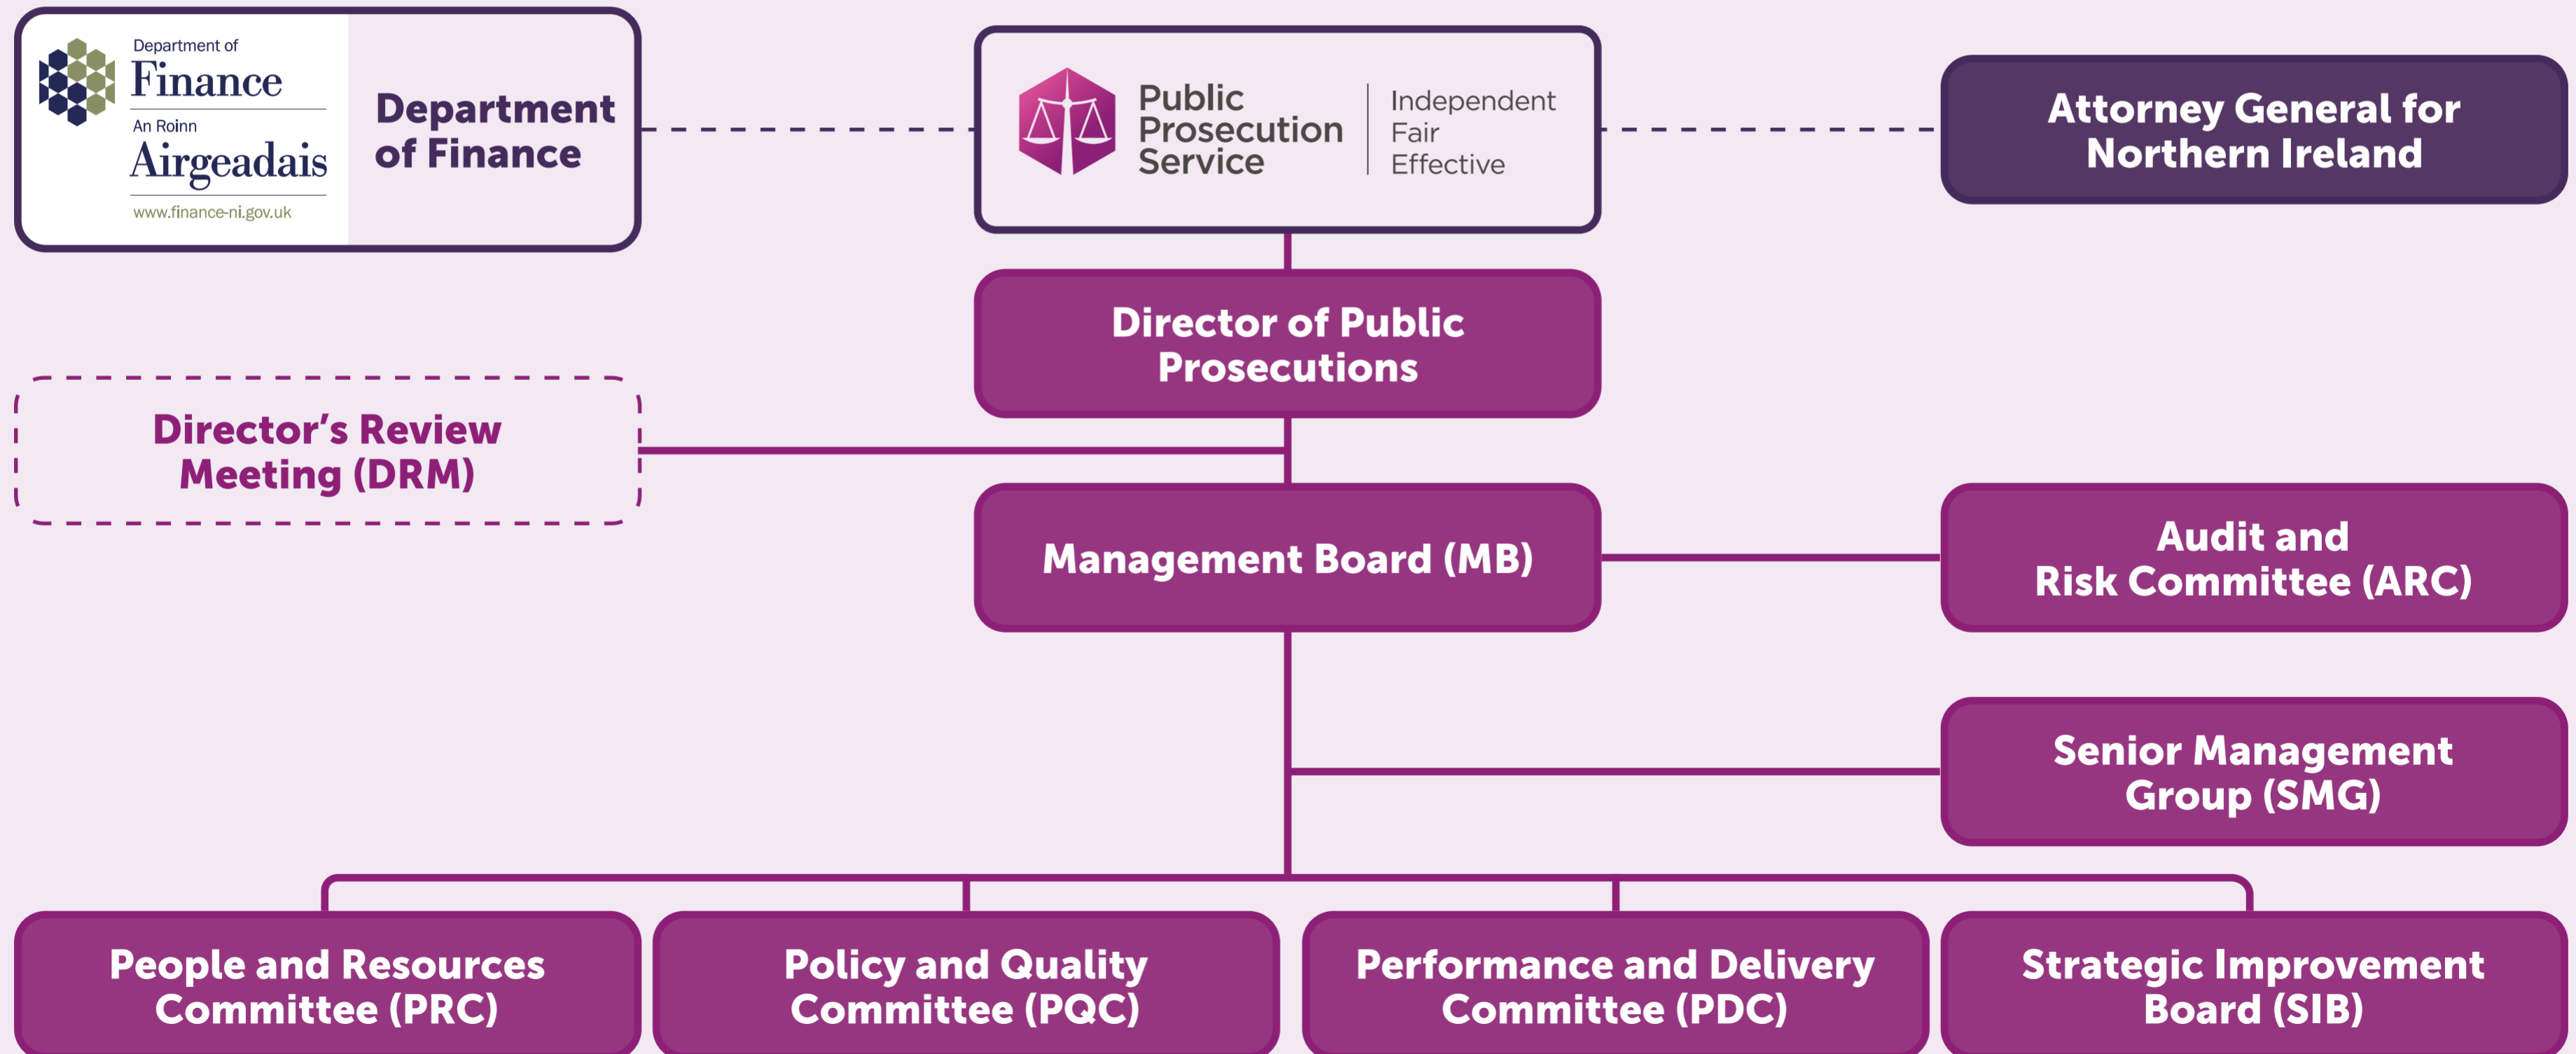 Department of
Finance
An Roinn
Airgeadais
www.finance-ni.gov.uk
Department
of Finance
Public
Prosecution
Service
Independent
Fair
Effective
Attorney General for
Northern Ireland
Director of Public
Prosecutions
Director’s Review
Meeting (DRM)
Management Board (MB)
Audit and
Risk Committee (ARC)
Senior Management
Group (SMG)
People and Resources
Committee (PRC)
Policy and Quality
Committee (PQC)
Performance and Delivery
Committee (PDC)
Strategic Improvement
Board (SIB)